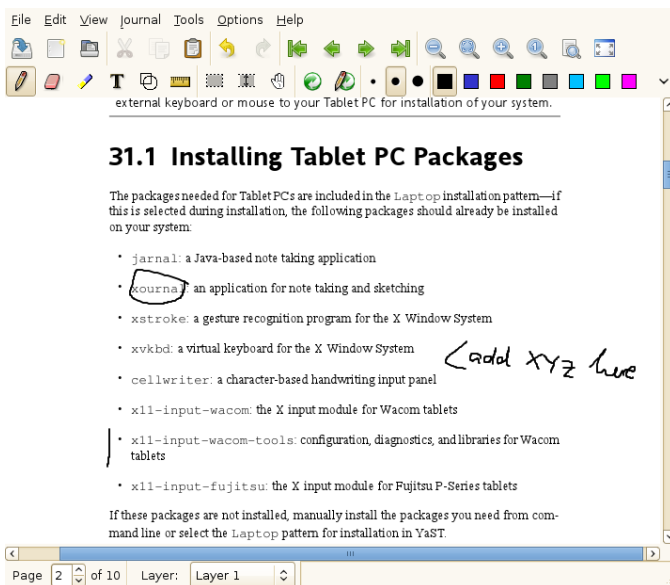 File Edit View Journal Tools Options Help
external keyboard or mouse to your Tablet PC for installation of your system.
31.1 Installing Tablet PC Packages
The packages needed for Tablet PCs are included in the Laptop installation pattern—if
this is selected during installation, the following packages should already be installed
on your system:
• jarnal: a Java-based note taking application
• xournal: an application for note taking and sketching
• xstroke: a gesture recognition program for the X Window System
• xvkbd: a virtual keyboard for the X Window System
<add XYZ here
• cellwriter: a character-based handwriting input panel
• x11-input-wacom: the X input module for Wacom tablets
• x11-input-wacom-tools: configuration, diagnostics, and libraries for Wacom
tablets
• x11-input-fujitsu: the X input module for Fujitsu P-Series tablets
If these packages are not installed, manually install the packages you need from com-
mand line or select the Laptop pattern for installation in YaST.
Page 2 of 10 Layer: Layer 1